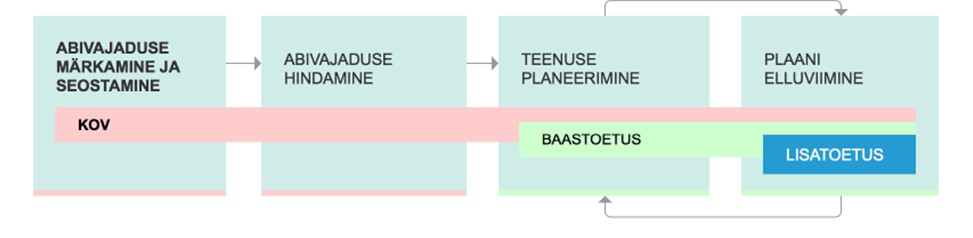 ABIVAJADUSE
MÄRKAMINE JA
SEOSTAMINE
ABIVAJADUSE
HINDAMINE
TEENUSE
PLANEERIMINE
PLAANI
ELLUVIIMINE
KOV
BAASTOETUS
LISATOETUS